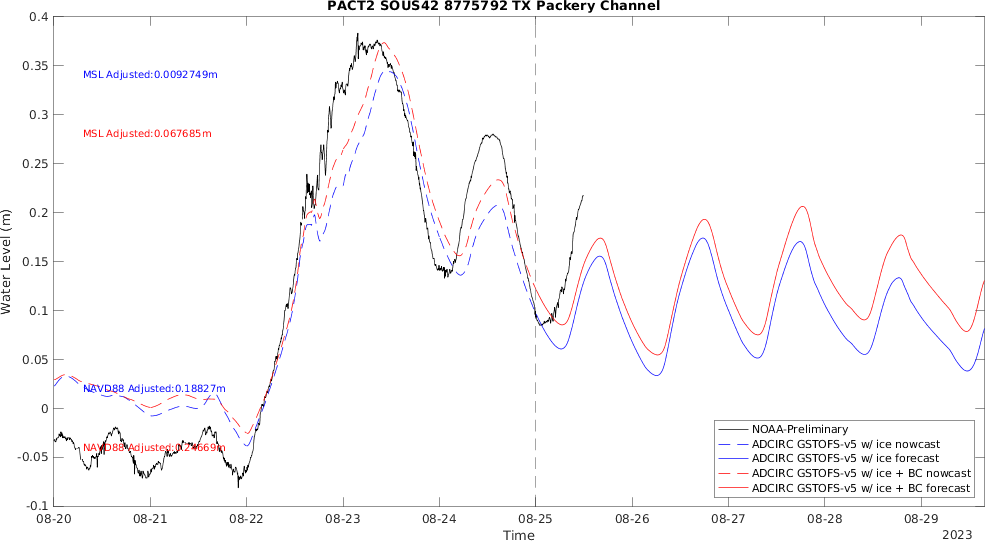 PACT2 SOUS42 8775792 TX Packery Channel
0.4
0.35
0.3
0.25
0.2
0.15
0.1
0.05
0
-0.05
-0.1
Water Level (m)
MSL Adjusted:0.0092749m
MSL Adjusted:0.067685m
NAVD88 Adjusted:0.18827m
NAVD88 Adjusted:0.24669m
NOAA-Preliminary
ADCIRC GSTOFS-v5 w/ ice nowcast
ADCIRC GSTOFS-v5 w/ ice forecast
ADCIRC GSTOFS-v5 w/ ice + BC nowcast
ADCIRC GSTOFS-v5 w/ ice + BC forecast
08-20 08-21 08-22 08-23 08-24 08-25 08-26 08-27 08-28 08-29
Time
2023